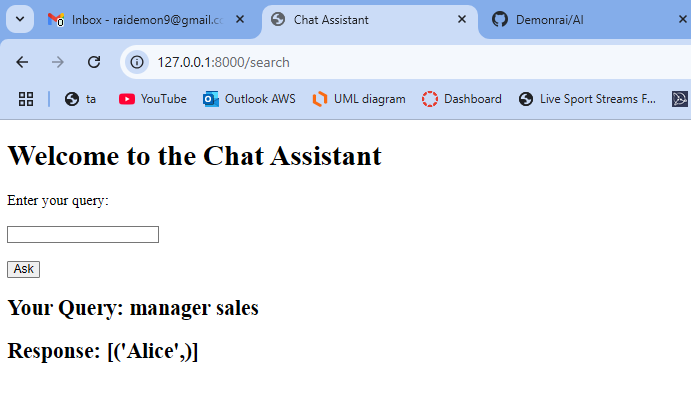 Inbox - raidemon9@gmail.c
Chat Assistant
Demonrai/AI
127.0.0.1:8000/search
ta
YouTube
Outlook AWS
UML diagram
Dashboard
Live Sport Streams F...
Welcome to the Chat Assistant
Enter your query:
Ask
Your Query: manager sales
Response: [('Alice',)]